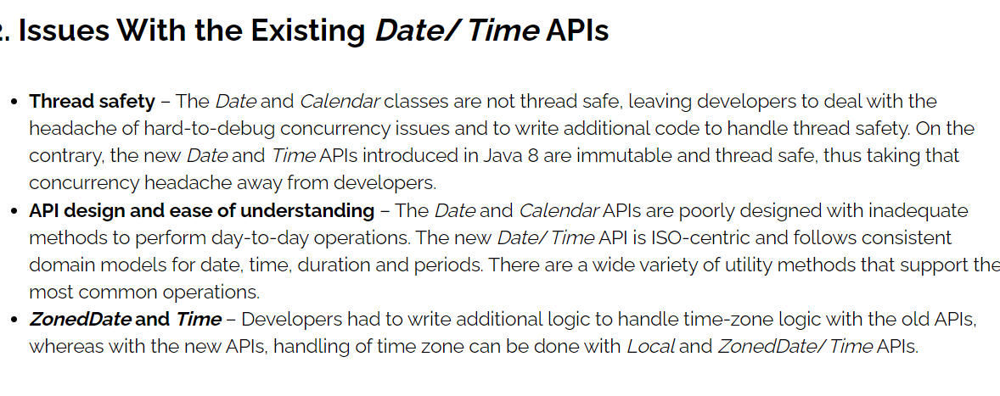 2. Issues With the Existing Date/ Time APIs
• Thread safety – The Date and Calendar classes are not thread safe, leaving developers to deal with the
headache of hard-to-debug concurrency issues and to write additional code to handle thread safety. On the
contrary, the new Date and Time APIs introduced in Java 8 are immutable and thread safe, thus taking that
concurrency headache away from developers.
• API design and ease of understanding – The Date and Calendar APIs are poorly designed with inadequate
methods to perform day-to-day operations. The new Date/ Time API is ISO-centric and follows consistent
domain models for date, time, duration and periods. There are a wide variety of utility methods that support the
most common operations.
• ZonedDate and Time – Developers had to write additional logic to handle time-zone logic with the old APIs,
whereas with the new APIs, handling of time zone can be done with Local and ZonedDate/ Time APIs.